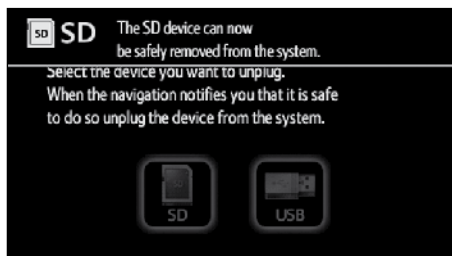 SD SD The SD device can now
be safely removed from the system.
Select the device you want to unplug.
When the navigation notifies you that it is safe
to do so unplug the device from the system.
SD
SD USB